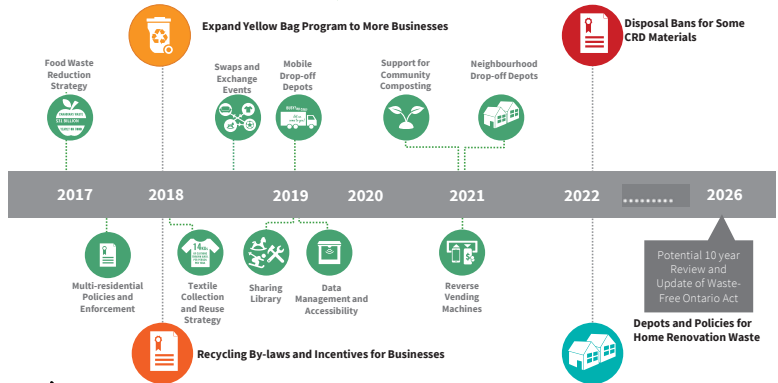 Expand Yellow Bag Program to More Businesses
Disposal Bans for Some
CRD Materials
Food Waste
Reduction
Strategy
Swaps and
Exchange
Events
Mobile
Drop-off
Depots
Support for
Community
Composting
Neighbourhood
Drop-off Depots
$31 BILLION
2017
2018
2019
2020
2021
2022
.........
2026
14KGs
Multi-residential
Policies and
Enforcement
Textile
Collection
and Reuse
Strategy
Sharing
Library
Data
Management and
Accessibility
Reverse
Vending
Machines
Potential 10 year
Review and
Update of Waste-
Free Ontario Act
Recycling By-laws and Incentives for Businesses
Depots and Policies for
Home Renovation Waste